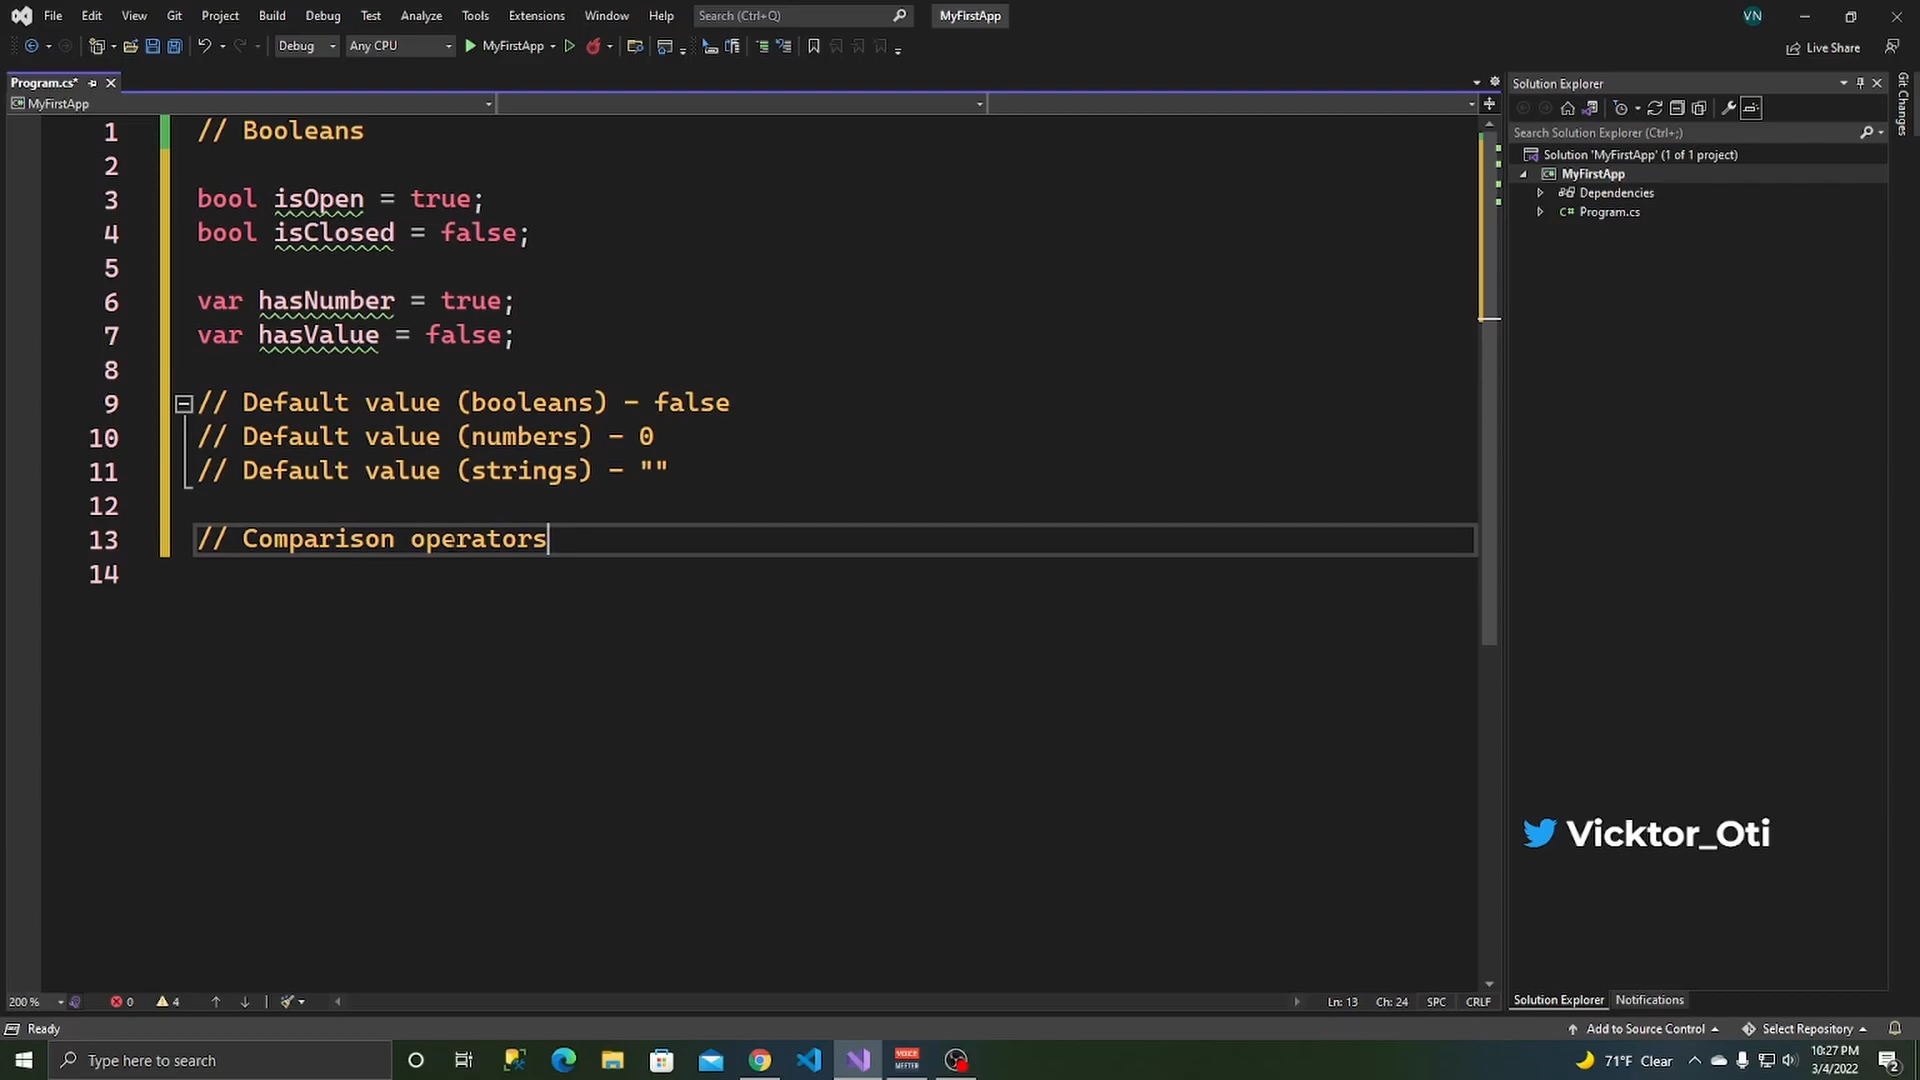 File Edit View Git Project Build Debug Test Analyze Tools Extensions Window Help Search (Ctrl+Q) MyFirstApp VN
Debug Any CPU MyFirstApp Live Share
Program.cs*
MyFirstApp
1 // Booleans
2
3 bool isOpen = true;
4 bool isClosed = false;
5
6 var hasNumber = true;
7 var hasValue = false;
8
9 // Default value (booleans) - false
10 // Default value (numbers) - 0
11 // Default value (strings) - ""
12
13 // Comparison operators
14
Solution Explorer
Search Solution Explorer (Ctrl+;)
Solution 'MyFirstApp' (1 of 1 project)
MyFirstApp
Dependencies
C# Program.cs
Git Changes
Vicktor_Oti
200 % 0 4 Ln: 13 Ch: 24 SPC CRLF
Solution Explorer Notifications
Ready Add to Source Control Select Repository
Type here to search VOICE MEETER 71°F Clear 10:27 PM
3/4/2022 2